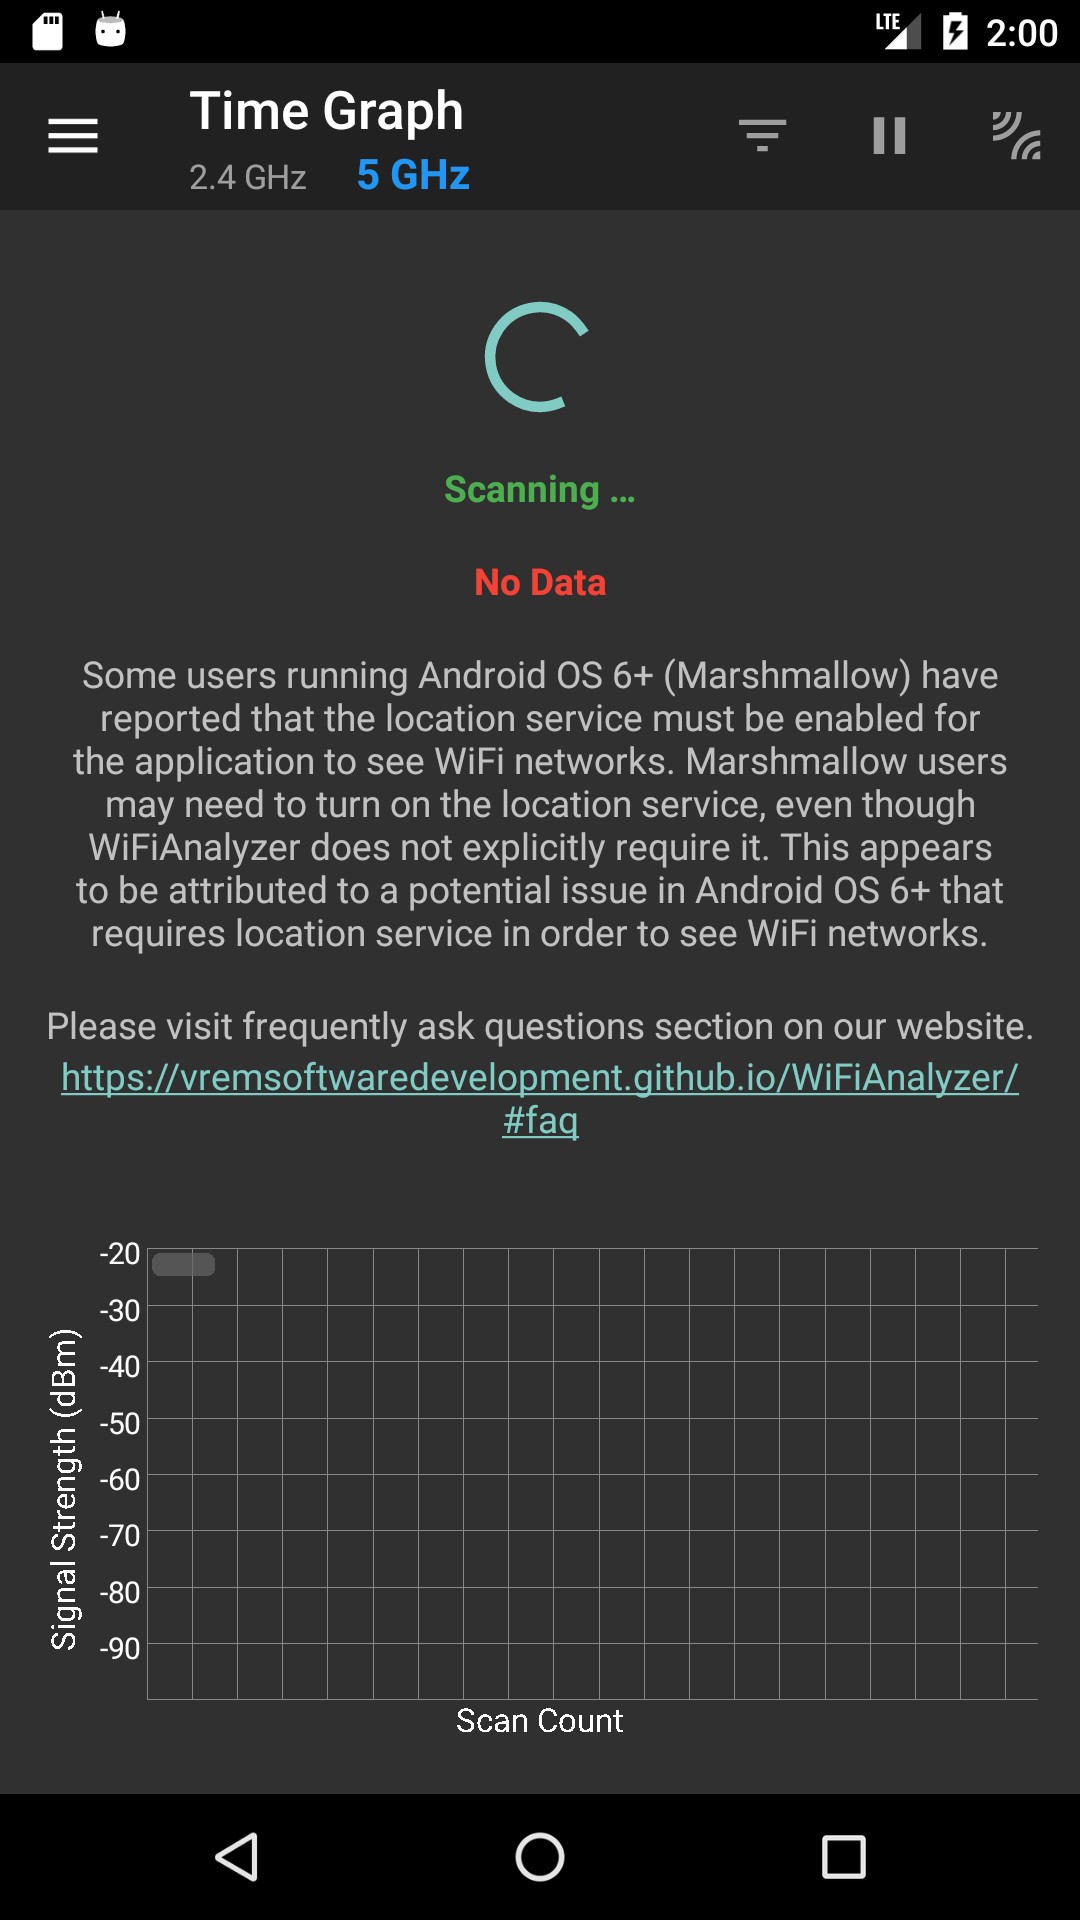 LTE 2:00
Time Graph
2.4 GHz 5 GHz
Scanning ...
No Data
Some users running Android OS 6+ (Marshmallow) have
reported that the location service must be enabled for
the application to see WiFi networks. Marshmallow users
may need to turn on the location service, even though
WiFiAnalyzer does not explicitly require it. This appears
to be attributed to a potential issue in Android OS 6+ that
requires location service in order to see WiFi networks.
Please visit frequently ask questions section on our website.
https://vremsoftwaredevelopment.github.io/WiFiAnalyzer/
#faq
Signal Strength (dBm)
-20
-30
-40
-50
-60
-70
-80
-90
Scan Count